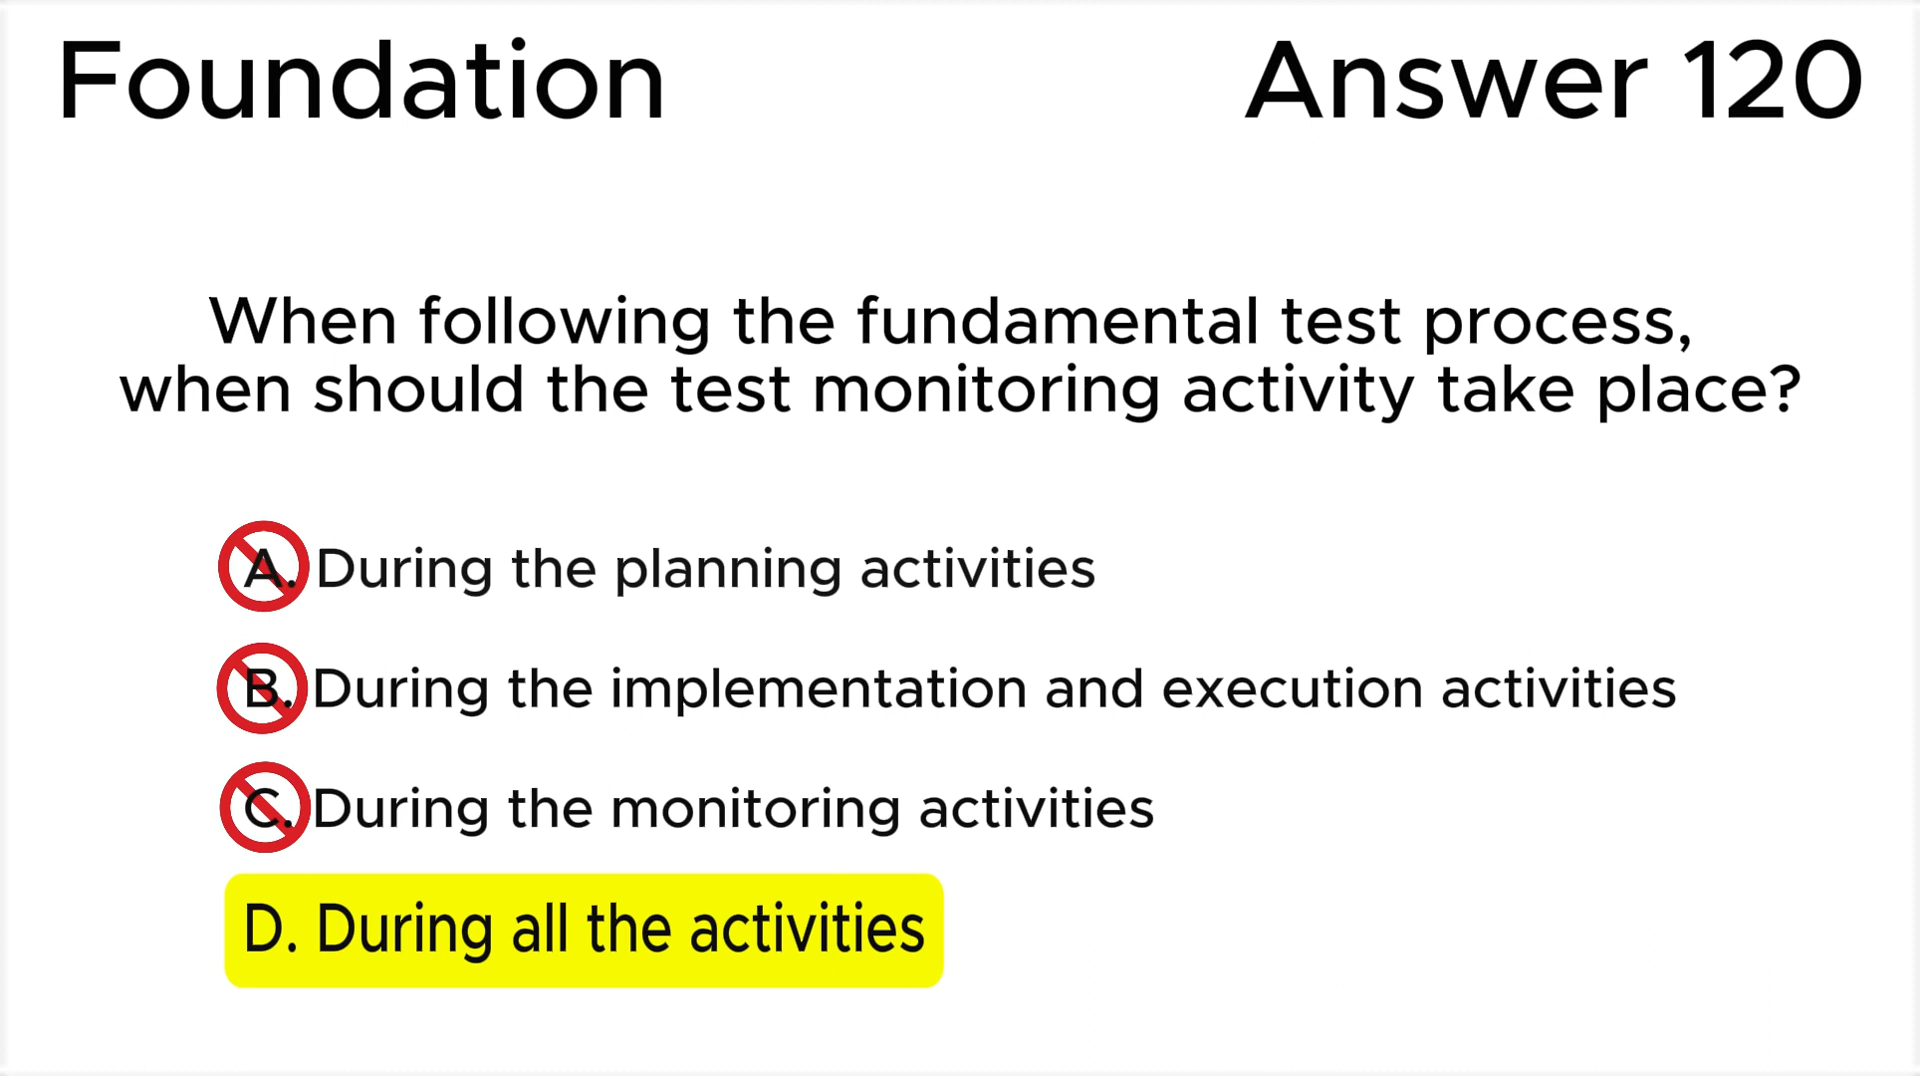 Foundation
Answer 120
When following the fundamental test process,
when should the test monitoring activity take place?
A. During the planning activities
B. During the implementation and execution activities
C. During the monitoring activities
D. During all the activities